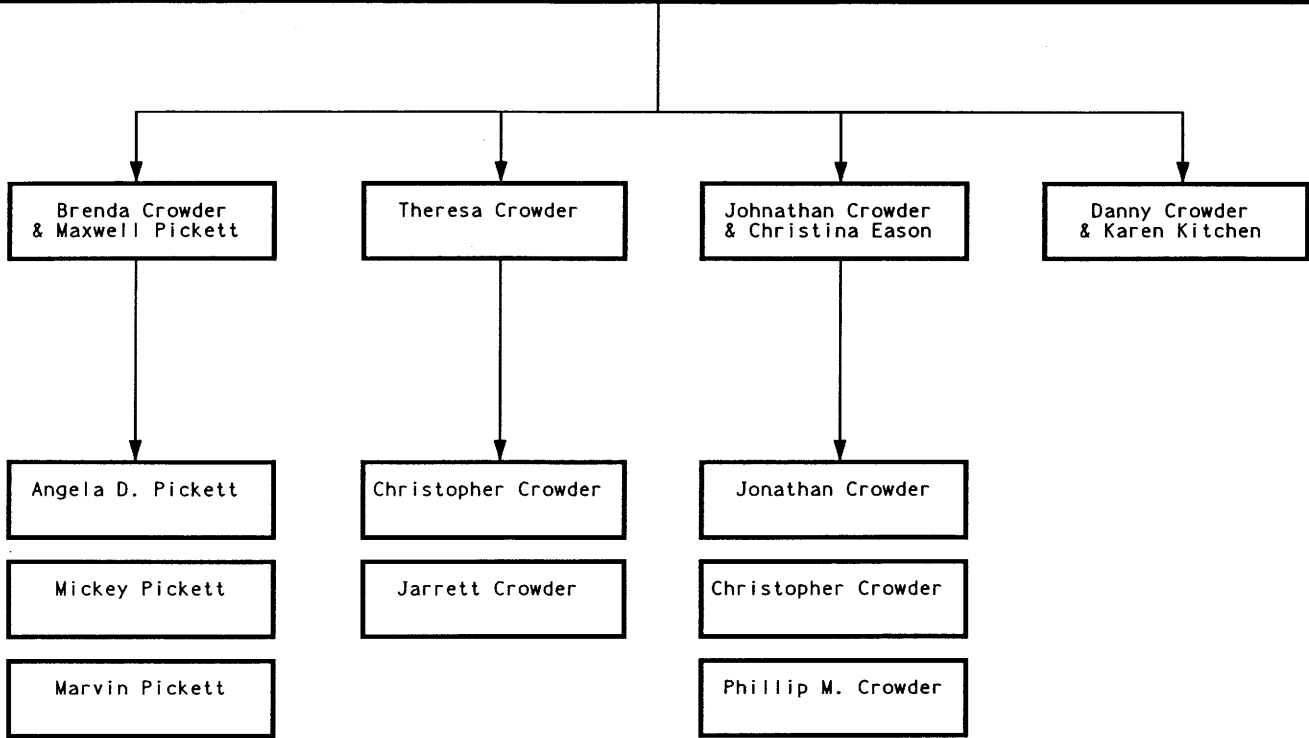 Brenda Crowder
& Maxwell Pickett
Theresa Crowder
Johnathan Crowder
& Christina Eason
Danny Crowder
& Karen Kitchen
Angela D. Pickett
Christopher Crowder
Jonathan Crowder
Mickey Pickett
Jarrett Crowder
Christopher Crowder
Marvin Pickett
Phillip M. Crowder